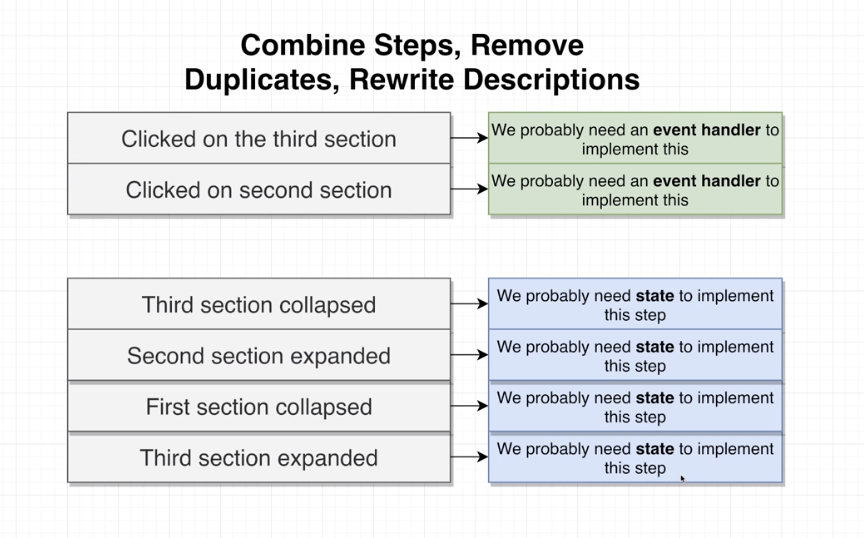 Combine Steps, Remove
Duplicates, Rewrite Descriptions
Clicked on the third section
We probably need an event handler to
implement this
Clicked on second section
We probably need an event handler to
implement this
Third section collapsed
We probably need state to implement
this step
Second section expanded
We probably need state to implement
this step
First section collapsed
We probably need state to implement
this step
Third section expanded
We probably need state to implement
this step